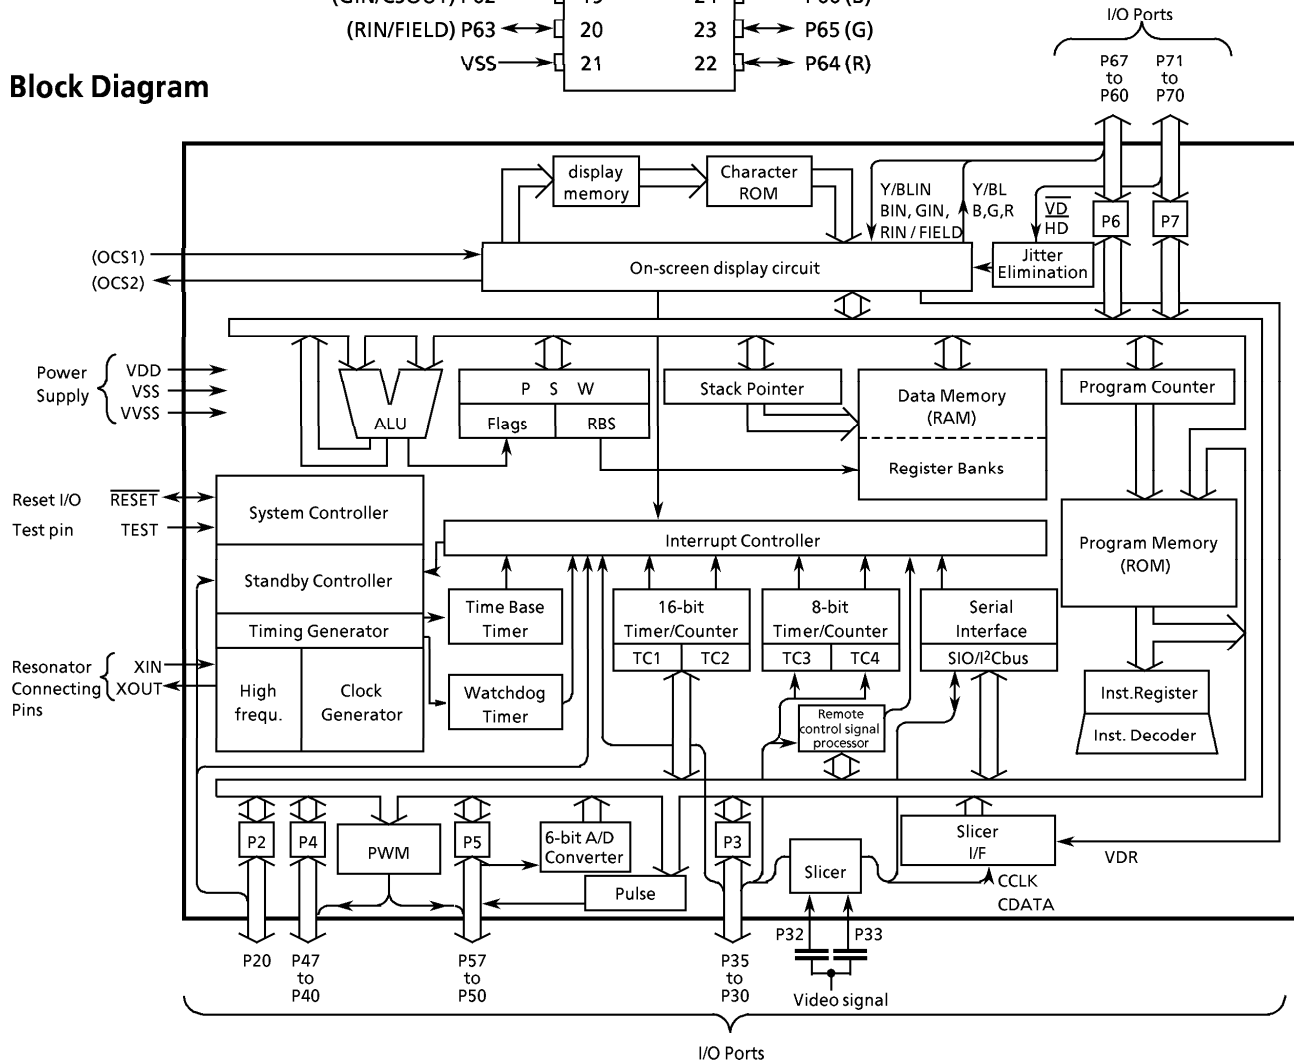 (RIN/FIELD) P63 20 23 P65 (G)
VSS 21 22 P64 (R)
I/O Ports
Block Diagram
P67 to P60
P71 to P70
display memory
Character ROM
Y/BLIN
BIN, GIN,
RIN / FIELD
Y/BL
B,G,R
VD
HD
P6
P7
(OCS1)
(OCS2)
On-screen display circuit
Jitter
Elimination
Power
Supply
VDD
VSS
VVSS
ALU
P S W
Flags
RBS
Stack Pointer
Data Memory
(RAM)
Register Banks
Program Counter
Reset I/O
RESET
Test pin
TEST
System Controller
Standby Controller
Timing Generator
High
frequ.
Clock
Generator
Resonator
Connecting
Pins
XIN
XOUT
Interrupt Controller
Time Base
Timer
Watchdog
Timer
16-bit
Timer/Counter
TC1
TC2
8-bit
Timer/Counter
TC3
TC4
Serial
Interface
SIO/I²Cbus
Program Memory
(ROM)
Remote
control signal
processor
Inst.Register
Inst. Decoder
P2
P4
PWM
P5
6-bit A/D
Converter
Pulse
P3
Slicer
Slicer
I/F
VDR
CCLK
CDATA
P32
P33
P20
P47
to
P40
P57
to
P50
P35
to
P30
Video signal
I/O Ports